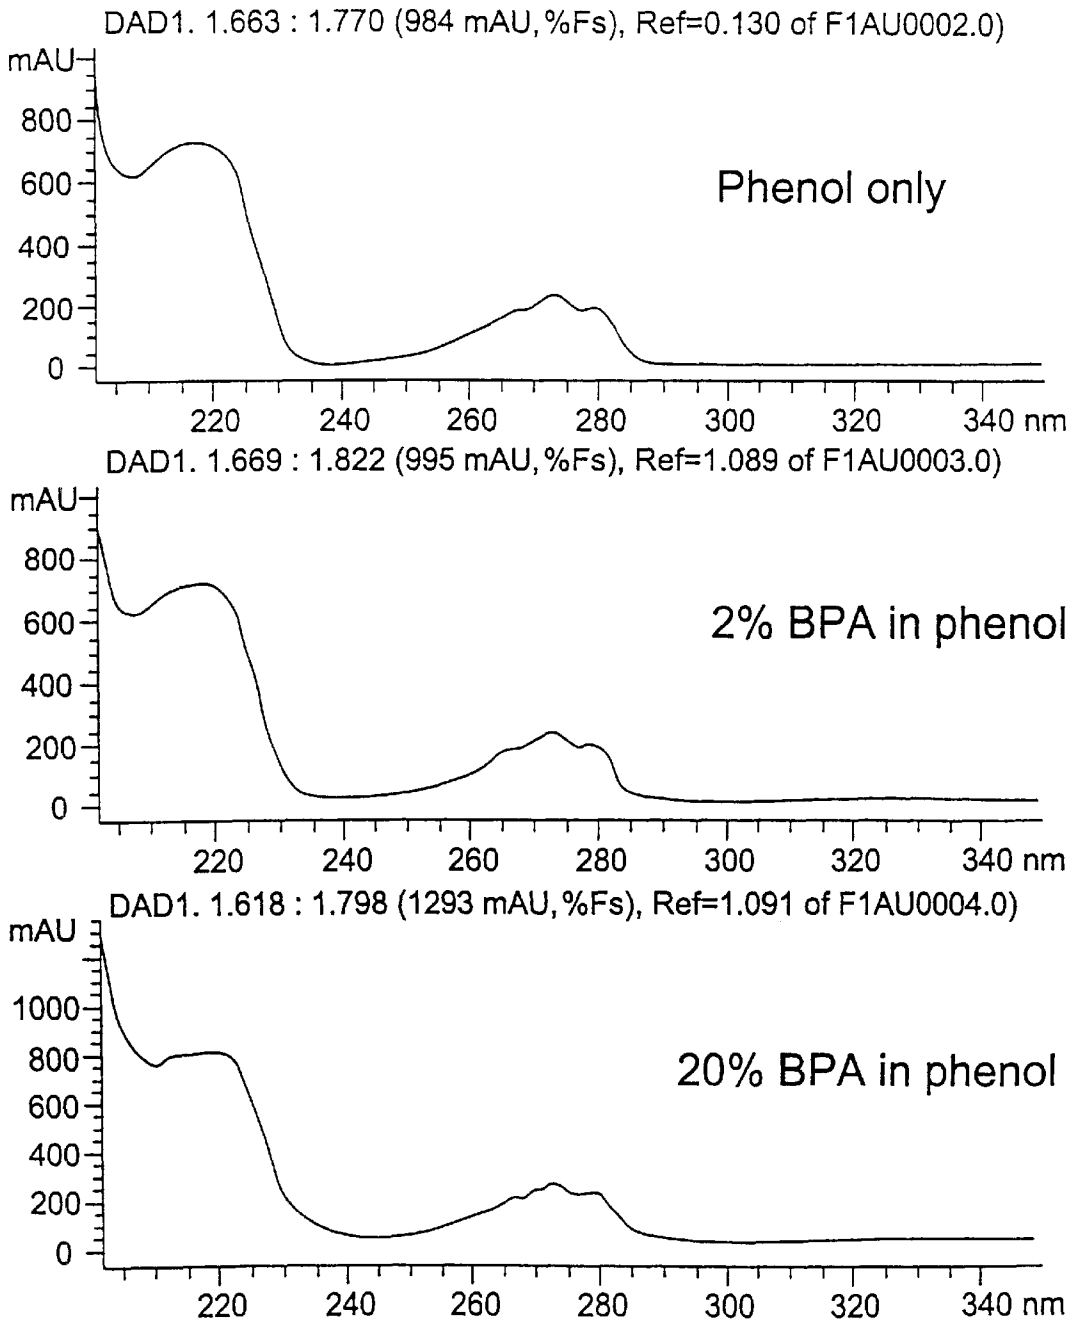 DAD1. 1.663 : 1.770 (984 mAU,%Fs), Ref=0.130 of F1AU0002.0)
mAU
800
600
400
200
0
Phenol only
220 240 260 280 300 320 340 nm
DAD1. 1.669 : 1.822 (995 mAU,%Fs), Ref=1.089 of F1AU0003.0)
mAU
800
600
400
200
0
2% BPA in phenol
220 240 260 280 300 320 340 nm
DAD1. 1.618 : 1.798 (1293 mAU,%Fs), Ref=1.091 of F1AU0004.0)
mAU
1000
800
600
400
200
0
20% BPA in phenol
220 240 260 280 300 320 340 nm